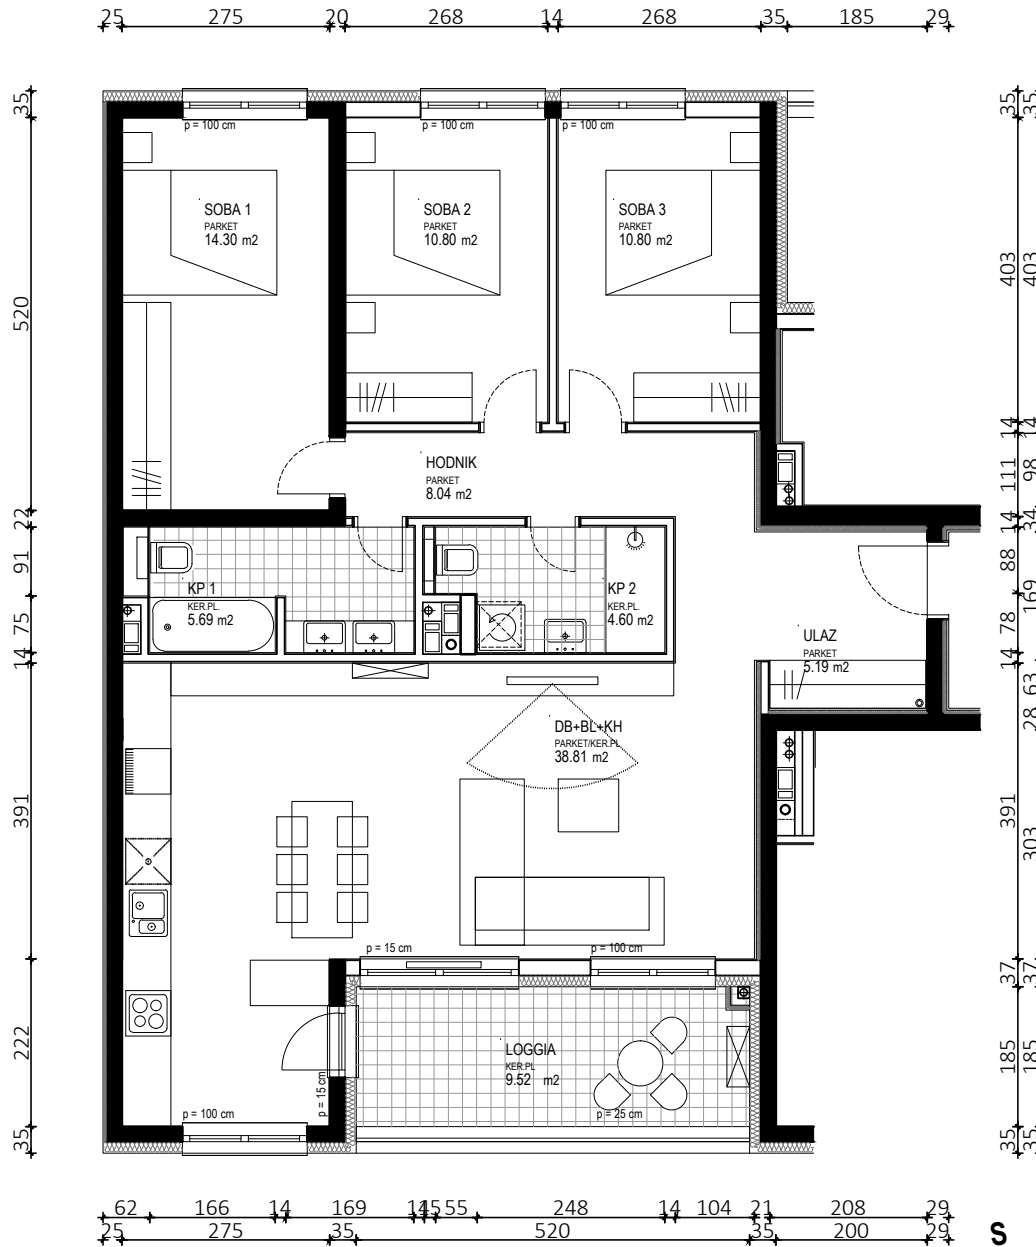 25 275 20 268 14 268 35 185 29
35
520
22
91
75
14
391
222
35
p = 100 cm
p = 100 cm
p = 100 cm
SOBA 1
PARKET
14.30 m2
SOBA 2
PARKET
10.80 m2
SOBA 3
PARKET
10.80 m2
HODNIK
PARKET
8.04 m2
KP 1
KER.PL.
5.69 m2
KP 2
KER.PL.
4.60 m2
ULAZ
PARKET
5.19 m2
DB+BL+KH
PARKET/KER.PL
38.81 m2
p = 15 cm
p = 100 cm
LOGGIA
KER.PL
9.52 m2
p = 15 cm
p = 100 cm
p = 25 cm
35 35
403 403
14 14
111 98
14 34
88
169
78
14
63
28
391
303
37 37
185 185
35 35
62 166 14 169 14 45 55 248 14 104 21 208 29
25 275 35 520 35 200 29
S